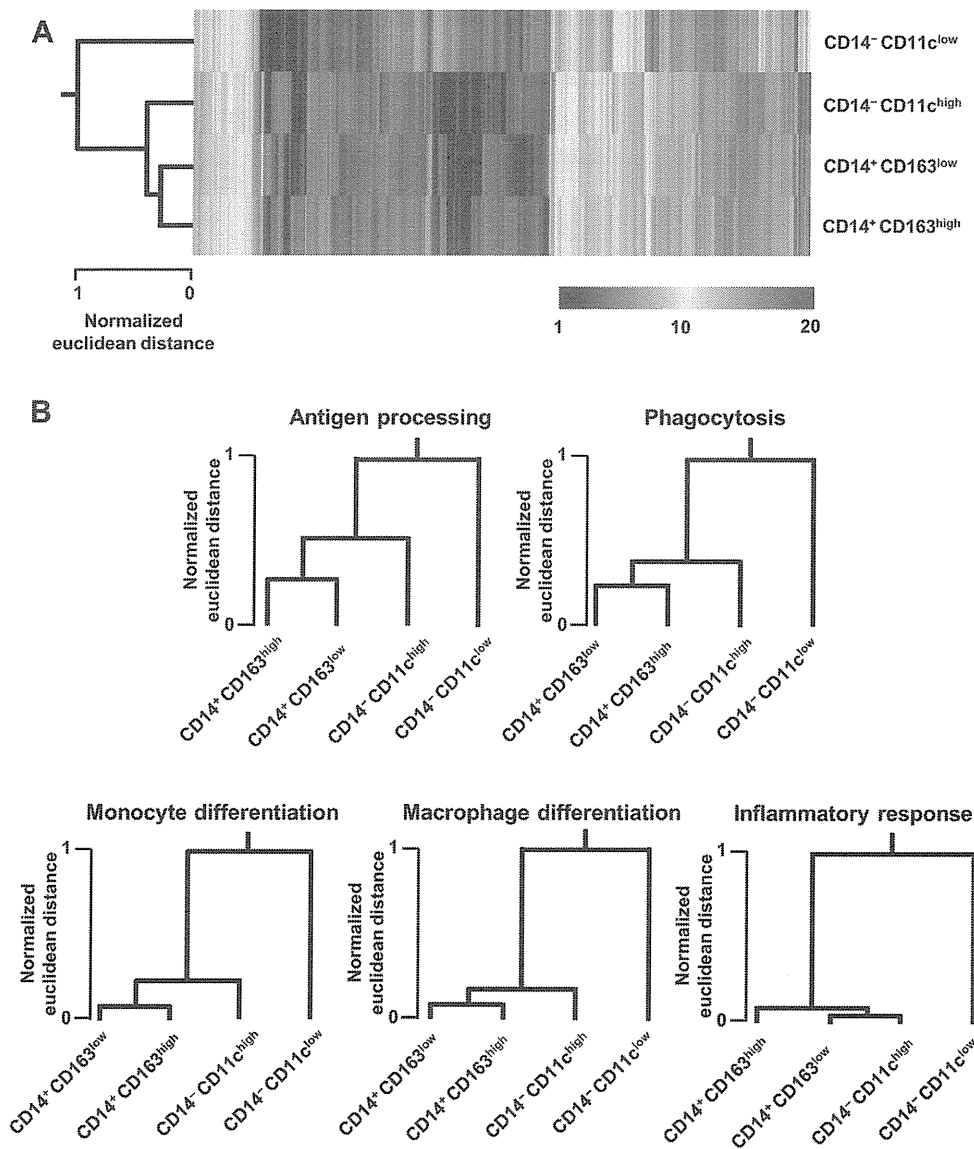 A
CD14⁻ CD11c^low
CD14⁻ CD11c^high
CD14⁺ CD163^low
CD14⁺ CD163^high
1 0
Normalized
euclidean distance
1 10 20
B
Antigen processing
1
0
Normalized
euclidean distance
CD14⁺ CD163^high
CD14⁺ CD163^low
CD14⁻ CD11c^high
CD14⁻ CD11c^low
Phagocytosis
1
0
Normalized
euclidean distance
CD14⁺ CD163^low
CD14⁺ CD163^high
CD14⁻ CD11c^high
CD14⁻ CD11c^low
Monocyte differentiation
1
0
Normalized
euclidean distance
CD14⁺ CD163^low
CD14⁺ CD163^high
CD14⁻ CD11c^high
CD14⁻ CD11c^low
Macrophage differentiation
1
0
Normalized
euclidean distance
CD14⁺ CD163^low
CD14⁺ CD163^high
CD14⁻ CD11c^high
CD14⁻ CD11c^low
Inflammatory response
1
0
Normalized
euclidean distance
CD14⁺ CD163^high
CD14⁺ CD163^low
CD14⁻ CD11c^high
CD14⁻ CD11c^low